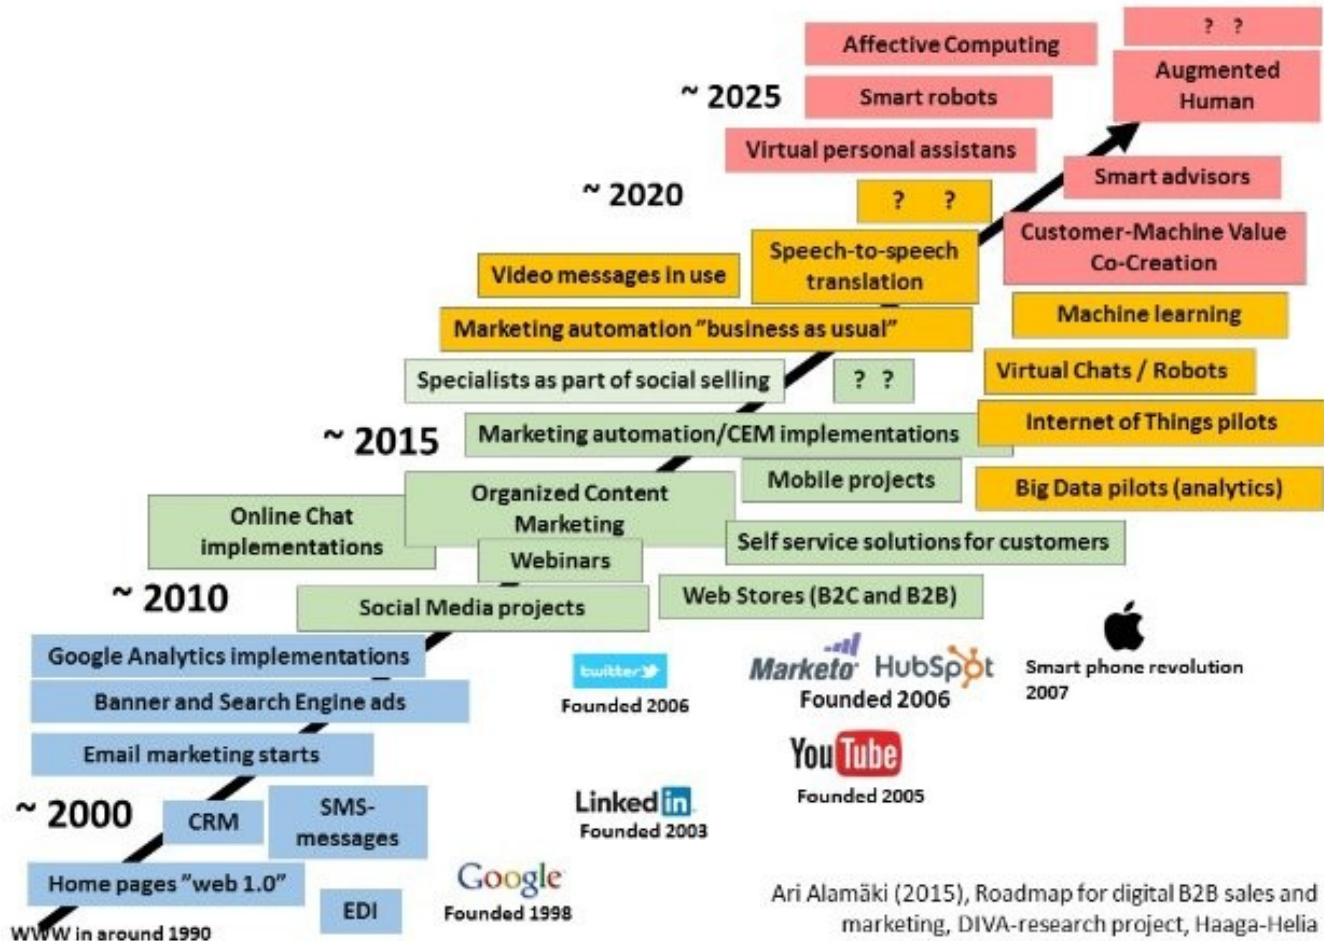 ? ?
Affective Computing
Augmented
Human
~ 2025
Smart robots
Virtual personal assistans
Smart advisors
~ 2020
? ?
Customer-Machine Value
Co-Creation
Speech-to-speech
translation
Video messages in use
Machine learning
Marketing automation "business as usual"
Virtual Chats / Robots
Specialists as part of social selling
? ?
Internet of Things pilots
~ 2015
Marketing automation/CEM implementations
Mobile projects
Big Data pilots (analytics)
Organized Content
Marketing
Online Chat
implementations
Self service solutions for customers
Webinars
~ 2010
Social Media projects
Web Stores (B2C and B2B)
Google Analytics implementations
twitter
Founded 2006
Marketo HubSpot
Founded 2006
Smart phone revolution
2007
Banner and Search Engine ads
Email marketing starts
YouTube
Founded 2005
~ 2000
CRM
SMS-
messages
Linked in
Founded 2003
Home pages "web 1.0"
EDI
Google
Founded 1998
WWW in around 1990
Ari Alamäki (2015), Roadmap for digital B2B sales and
marketing, DIVA-research project, Haaga-Helia